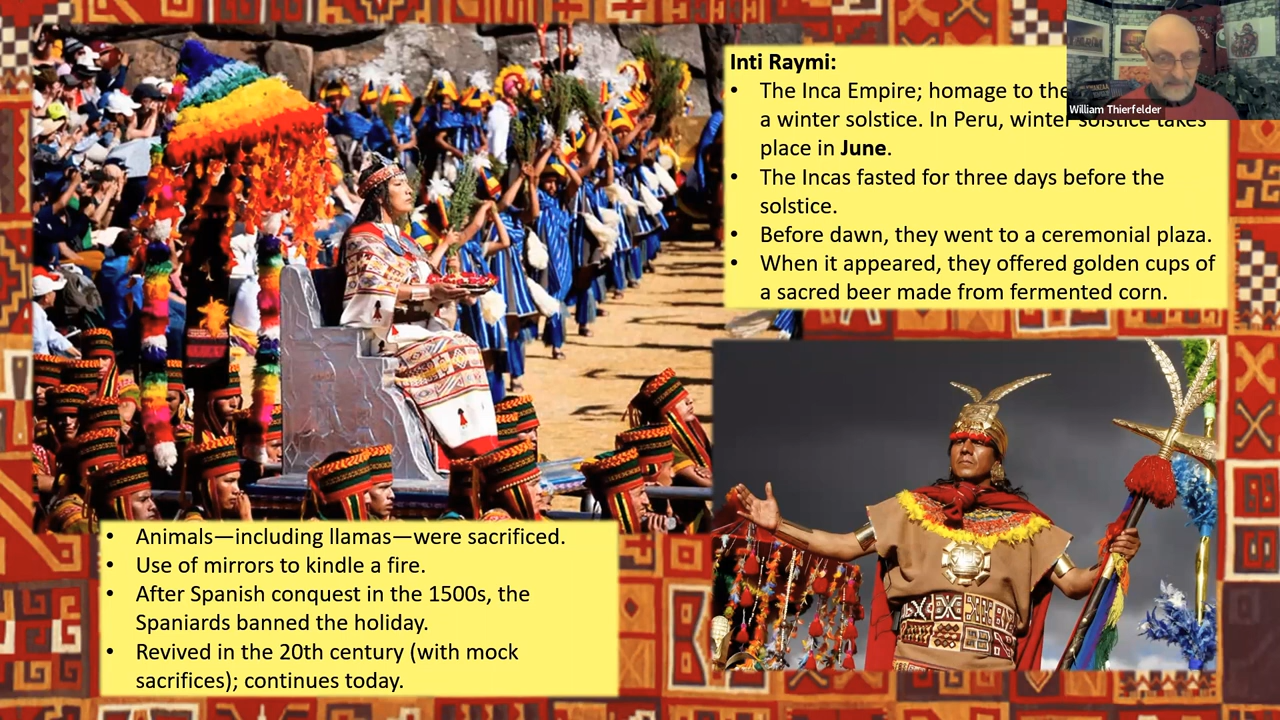 Inti Raymi:
• The Inca Empire; homage to the
a winter solstice. In Peru, winter solstice takes
place in June.
• The Incas fasted for three days before the
solstice.
• Before dawn, they went to a ceremonial plaza.
• When it appeared, they offered golden cups of
a sacred beer made from fermented corn.
William Thierfelder
• Animals—including llamas—were sacrificed.
• Use of mirrors to kindle a fire.
• After Spanish conquest in the 1500s, the
Spaniards banned the holiday.
• Revived in the 20th century (with mock
sacrifices); continues today.